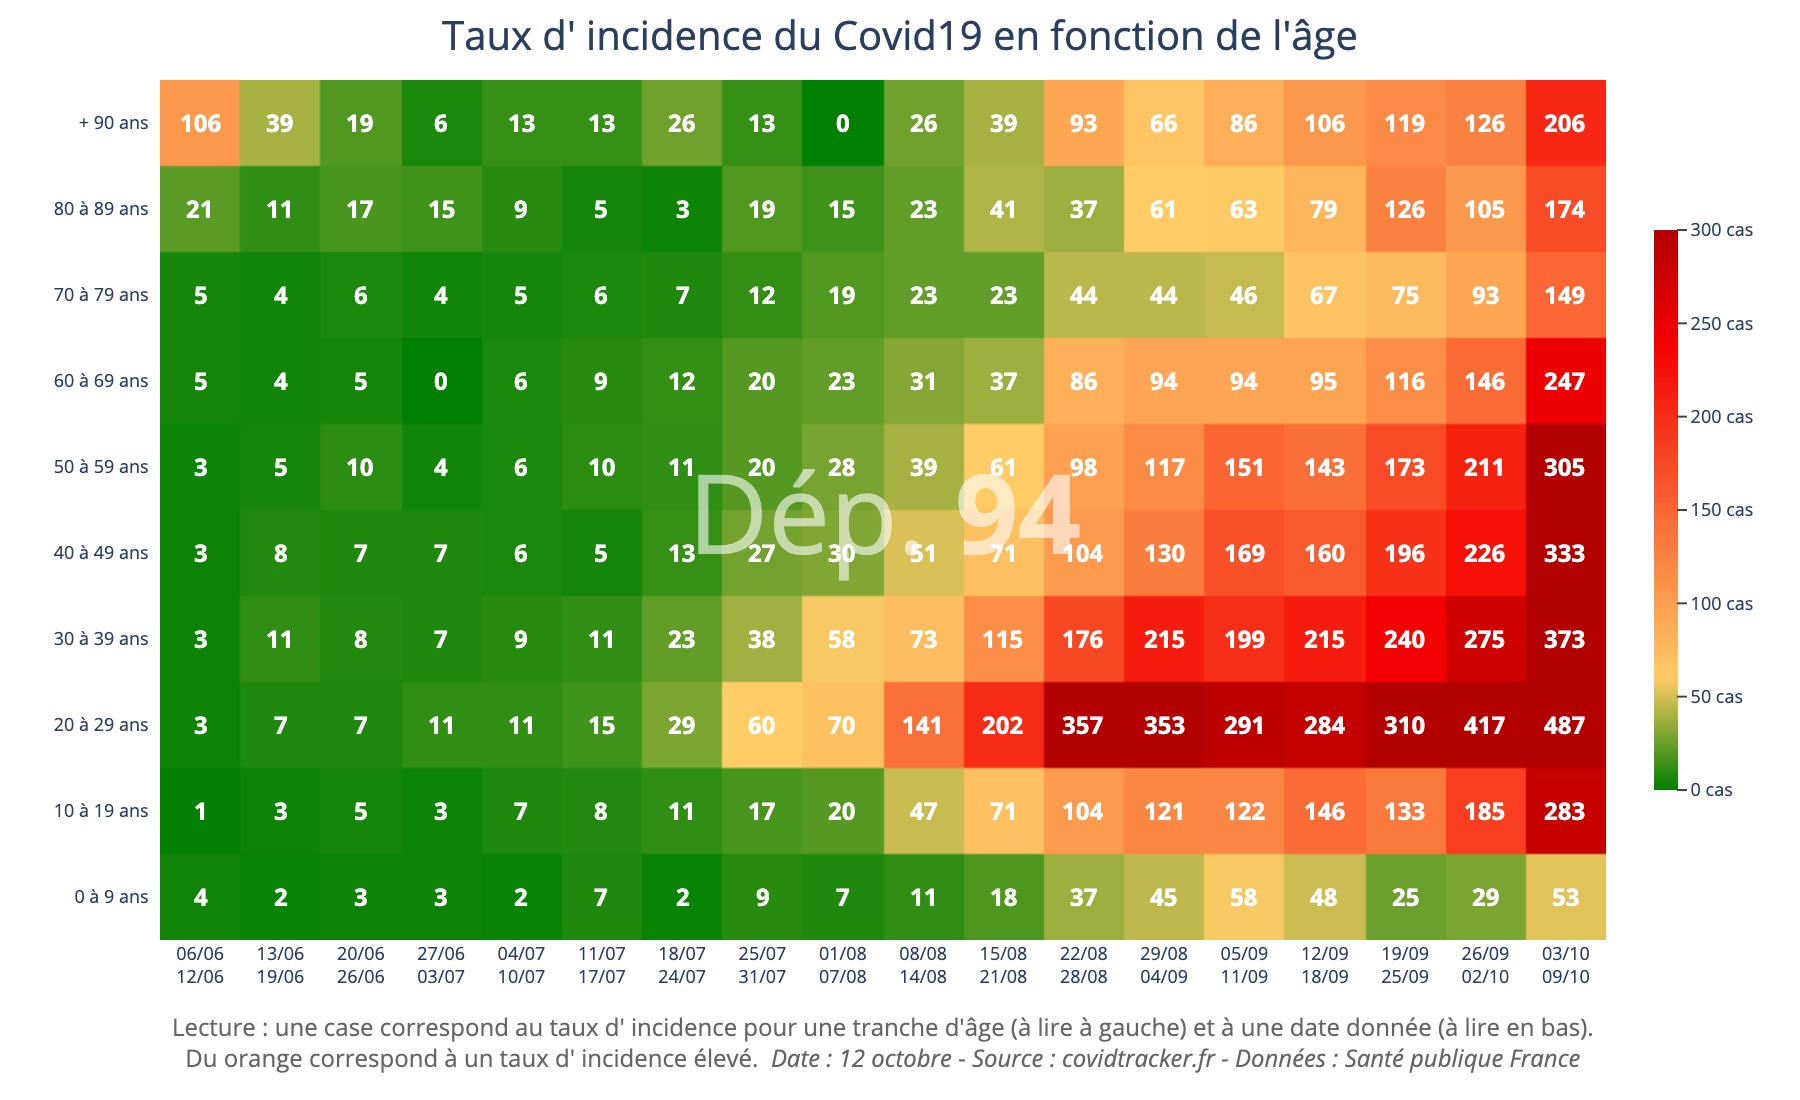 Taux d' incidence du Covid19 en fonction de l'âge
+ 90 ans 106 39 19 6 13 13 26 13 0 26 39 93 66 86 106 119 126 206
80 à 89 ans 21 11 17 15 9 5 3 19 15 23 41 37 61 63 79 126 105 174
70 à 79 ans 5 4 6 4 5 6 7 12 19 23 23 44 44 46 67 75 93 149
60 à 69 ans 5 4 5 0 6 9 12 20 23 31 37 86 94 94 95 116 146 247
50 à 59 ans 3 5 10 4 6 10 11 20 28 39 61 98 117 151 143 173 211 305
Dép. 94
40 à 49 ans 3 8 7 7 6 5 13 27 30 51 71 104 130 169 160 196 226 333
30 à 39 ans 3 11 8 7 9 11 23 38 58 73 115 176 215 199 215 240 275 373
20 à 29 ans 3 7 7 11 11 15 29 60 70 141 202 357 353 291 284 310 417 487
10 à 19 ans 1 3 5 3 7 8 11 17 20 47 71 104 121 122 146 133 185 283
0 à 9 ans 4 2 3 3 2 7 2 9 7 11 18 37 45 58 48 25 29 53
06/06 13/06 20/06 27/06 04/07 11/07 18/07 25/07 01/08 08/08 15/08 22/08 29/08 05/09 12/09 19/09 26/09 03/10
12/06 19/06 26/06 03/07 10/07 17/07 24/07 31/07 07/08 14/08 21/08 28/08 04/09 11/09 18/09 25/09 02/10 09/10
300 cas
250 cas
200 cas
150 cas
100 cas
50 cas
0 cas
Lecture : une case correspond au taux d' incidence pour une tranche d'âge (à lire à gauche) et à une date donnée (à lire en bas).
Du orange correspond à un taux d' incidence élevé. Date : 12 octobre - Source : covidtracker.fr - Données : Santé publique France